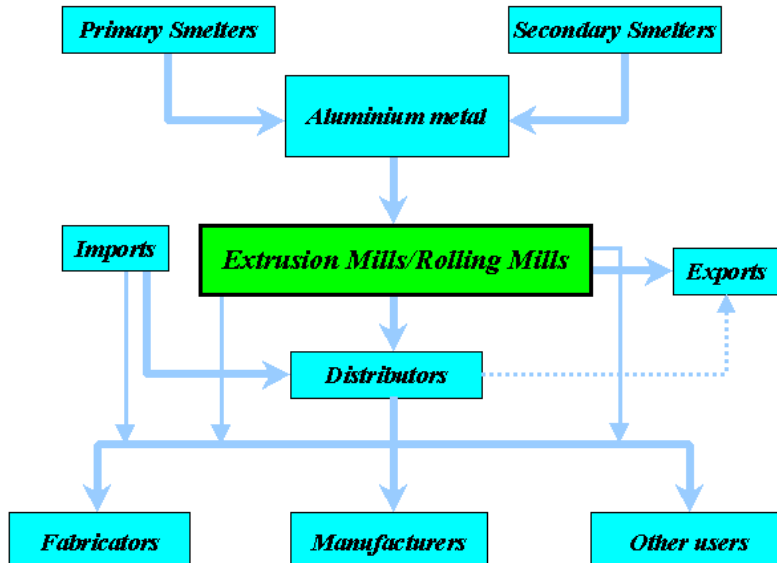 Primary Smelters
Secondary Smelters
Aluminium metal
Imports
Extrusion Mills/Rolling Mills
Exports
Distributors
Fabricators
Manufacturers
Other users